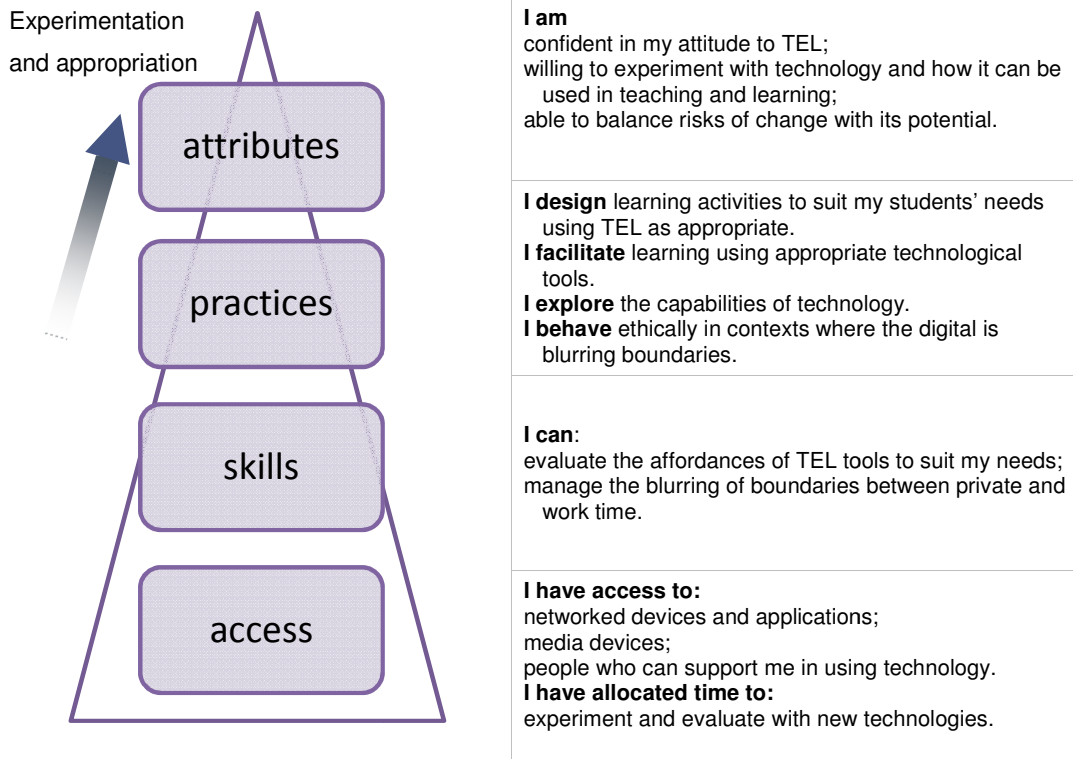 Experimentation
and appropriation
attributes
practices
skills
access
I am
confident in my attitude to TEL;
willing to experiment with technology and how it can be
used in teaching and learning;
able to balance risks of change with its potential.
I design learning activities to suit my students’ needs
using TEL as appropriate.
I facilitate learning using appropriate technological
tools.
I explore the capabilities of technology.
I behave ethically in contexts where the digital is
blurring boundaries.
I can:
evaluate the affordances of TEL tools to suit my needs;
manage the blurring of boundaries between private and
work time.
I have access to:
networked devices and applications;
media devices;
people who can support me in using technology.
I have allocated time to:
experiment and evaluate with new technologies.